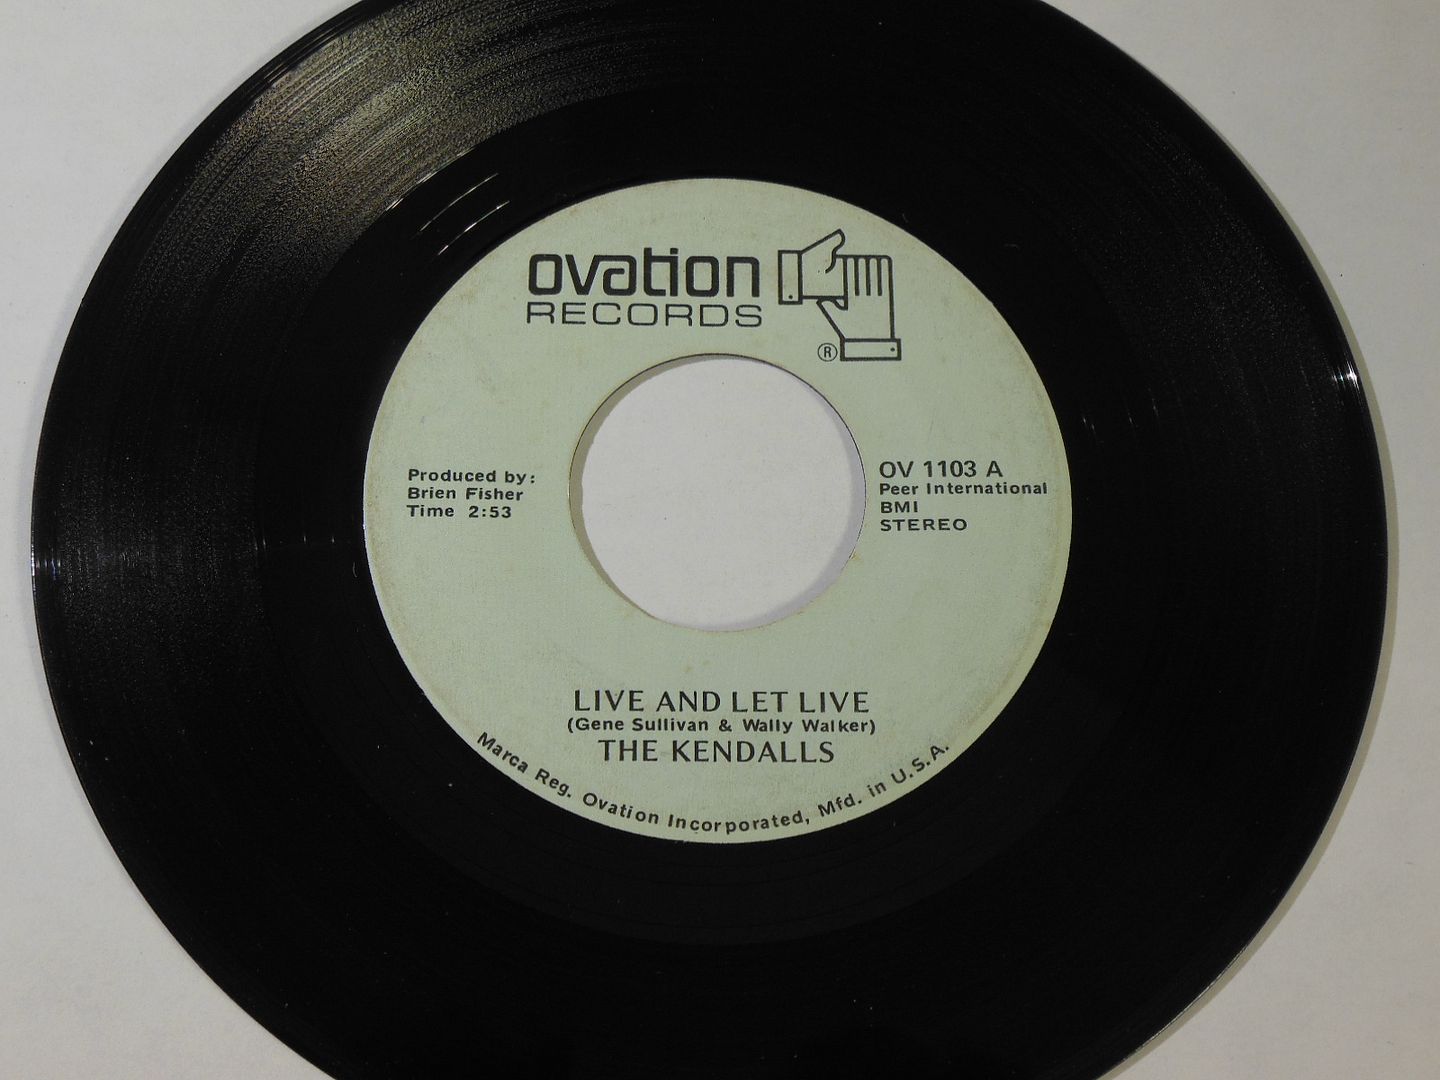 ovation
RECORDS
®
Produced by:
Brien Fisher
Time 2:53
OV 1103 A
Peer International
BMI
STEREO
LIVE AND LET LIVE
(Gene Sullivan & Wally Walker)
THE KENDALLS
Marca Reg. Ovation Incorporated, Mfd. in U.S.A.